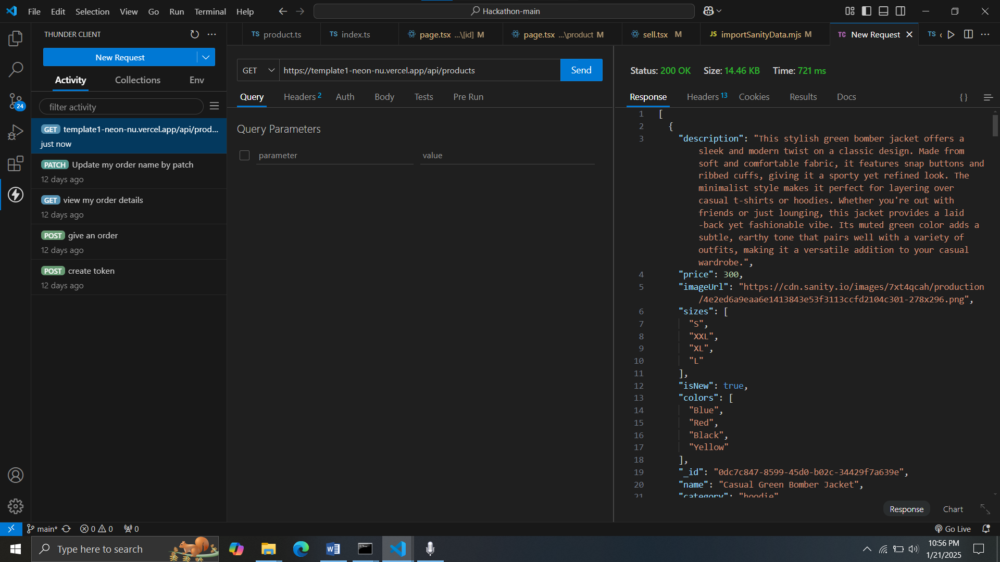 File Edit Selection View Go Run Terminal Help
Hackathon-main
THUNDER CLIENT
New Request
Activity Collections Env
filter activity
GET template1-neon-nu.vercel.app/api/prod...
just now
PATCH Update my order name by patch
12 days ago
GET view my order details
12 days ago
POST give an order
12 days ago
POST create token
12 days ago
TS product.ts TS index.ts page.tsx ...\[id] M page.tsx ...\product M sell.tsx M JS importSanityData.mjs M TC New Request TS
GET https://template1-neon-nu.vercel.app/api/products Send
Query Headers 2 Auth Body Tests Pre Run
Query Parameters
parameter value
Status: 200 OK Size: 14.46 KB Time: 721 ms
Response Headers 13 Cookies Results Docs { }
1 [
2 {
3 "description": "This stylish green bomber jacket offers a
sleek and modern twist on a classic design. Made from
soft and comfortable fabric, it features snap buttons and
ribbed cuffs, giving it a sporty yet refined look. The
minimalist style makes it perfect for layering over
casual t-shirts or hoodies. Whether you're out with
friends or just lounging, this jacket provides a laid
-back yet fashionable vibe. Its muted green color adds a
subtle, earthy tone that pairs well with a variety of
outfits, making it a versatile addition to your casual
wardrobe.",
4 "price": 300,
5 "imageUrl": "https://cdn.sanity.io/images/7xt4qcah/production
/4e2ed6a9eaa6e1413843e53f3113ccfd2104c301-278x296.png",
6 "sizes": [
7 "S",
8 "XXL",
9 "XL",
10 "L"
11 ],
12 "isNew": true,
13 "colors": [
14 "Blue",
15 "Red",
16 "Black",
17 "Yellow"
18 ],
19 "_id": "0dc7c847-8599-45d0-b02c-34429f7a639e",
20 "name": "Casual Green Bomber Jacket",
21 "category": "hoodie"
Response Chart
24
main* 0 0 0 Go Live
Type here to search
10:56 PM
1/21/2025